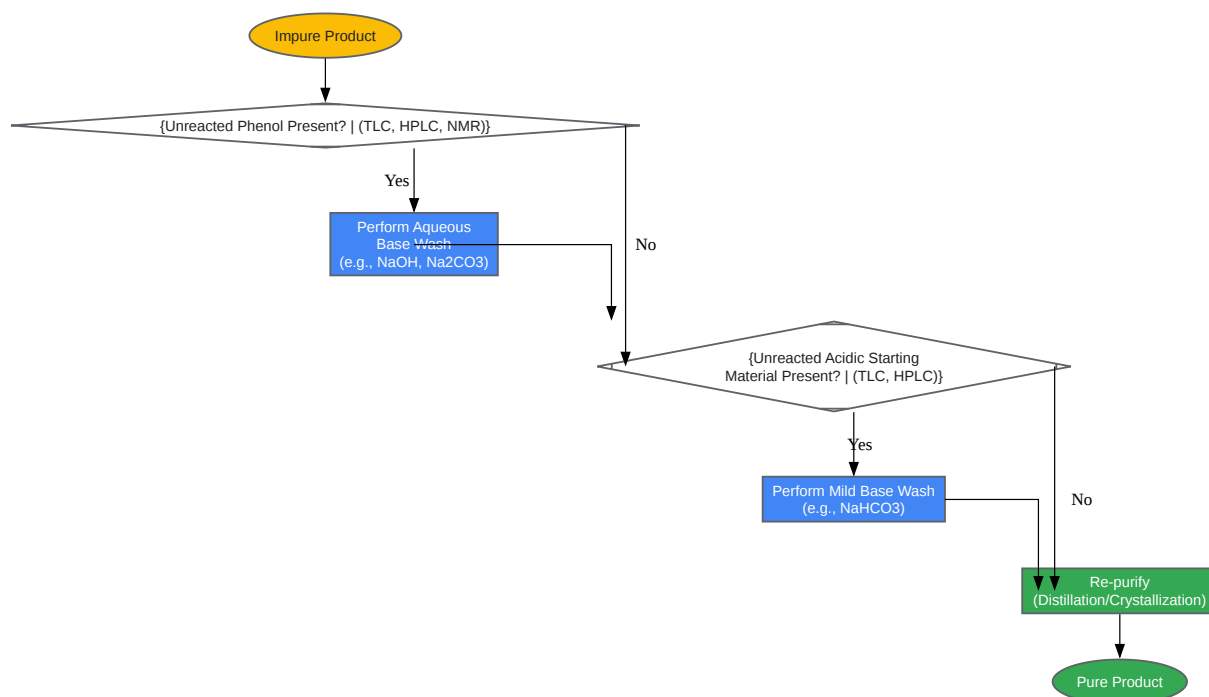 Impure Product
{Unreacted Phenol Present? | (TLC, HPLC, NMR)}
Yes
Perform Aqueous
Base Wash
(e.g., NaOH, Na2CO3)
No
{Unreacted Acidic Starting
Material Present? | (TLC, HPLC)}
Yes
Perform Mild Base Wash
(e.g., NaHCO3)
No
Re-purify
(Distillation/Crystallization)
Pure Product